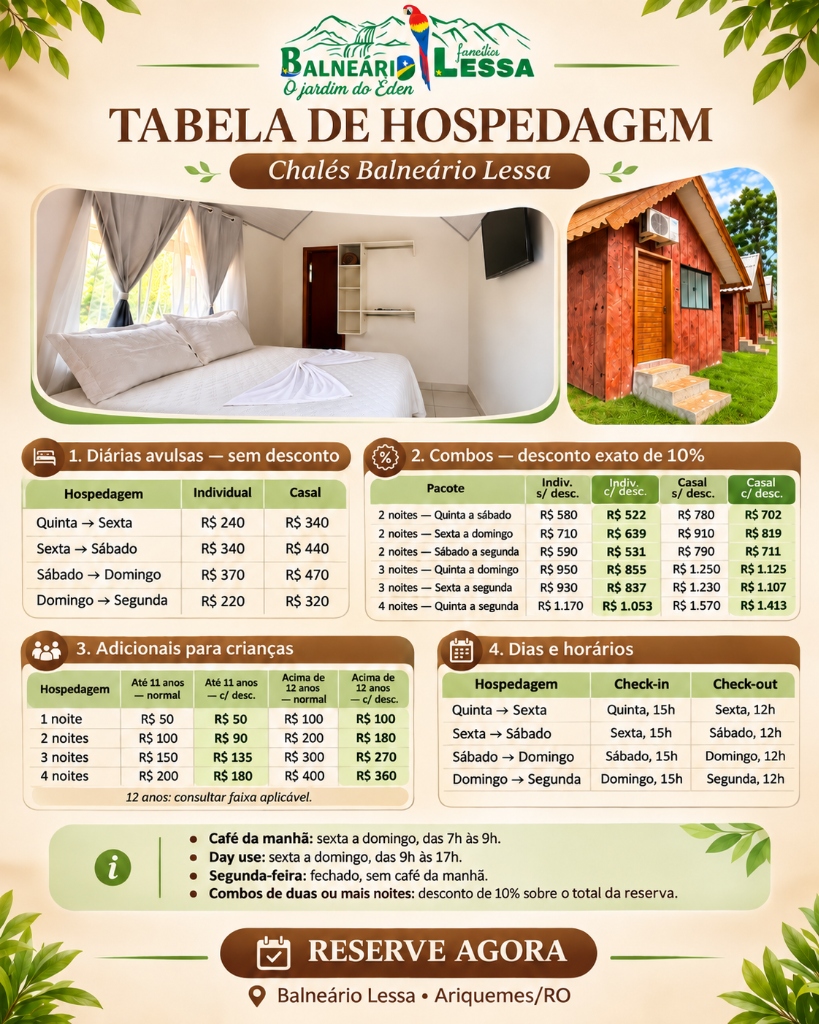 BALNEÁRIO LESSA
O jardim do Éden
TABELA DE HOSPEDAGEM
Chalés Balneário Lessa
1. Diárias avulsas — sem desconto
Hospedagem Individual Casal
Quinta → Sexta R$ 240 R$ 340
Sexta → Sábado R$ 340 R$ 440
Sábado → Domingo R$ 370 R$ 470
Domingo → Segunda R$ 220 R$ 320
2. Combos — desconto exato de 10%
Pacote Indiv. s/ desc. Indiv. c/ desc. Casal s/ desc. Casal c/ desc.
2 noites — Quinta a sábado R$ 580 R$ 522 R$ 780 R$ 702
2 noites — Sexta a domingo R$ 710 R$ 639 R$ 910 R$ 819
2 noites — Sábado a segunda R$ 590 R$ 531 R$ 790 R$ 711
3 noites — Quinta a domingo R$ 950 R$ 855 R$ 1.250 R$ 1.125
3 noites — Sexta a segunda R$ 930 R$ 837 R$ 1.230 R$ 1.107
4 noites — Quinta a segunda R$ 1.170 R$ 1.053 R$ 1.570 R$ 1.413
3. Adicionais para crianças
Hospedagem Até 11 anos — normal Até 11 anos — c/ desc. Acima de 12 anos — normal Acima de 12 anos — c/ desc.
1 noite R$ 50 R$ 50 R$ 100 R$ 100
2 noites R$ 100 R$ 90 R$ 200 R$ 180
3 noites R$ 150 R$ 135 R$ 300 R$ 270
4 noites R$ 200 R$ 180 R$ 400 R$ 360
12 anos: consultar faixa aplicável.
4. Dias e horários
Hospedagem Check-in Check-out
Quinta → Sexta Quinta, 15h Sexta, 12h
Sexta → Sábado Sexta, 15h Sábado, 12h
Sábado → Domingo Sábado, 15h Domingo, 12h
Domingo → Segunda Domingo, 15h Segunda, 12h
• Café da manhã: sexta a domingo, das 7h às 9h.
• Day use: sexta a domingo, das 9h às 17h.
• Segunda-feira: fechado, sem café da manhã.
• Combos de duas ou mais noites: desconto de 10% sobre o total da reserva.
RESERVE AGORA
Balneário Lessa • Ariquemes/RO